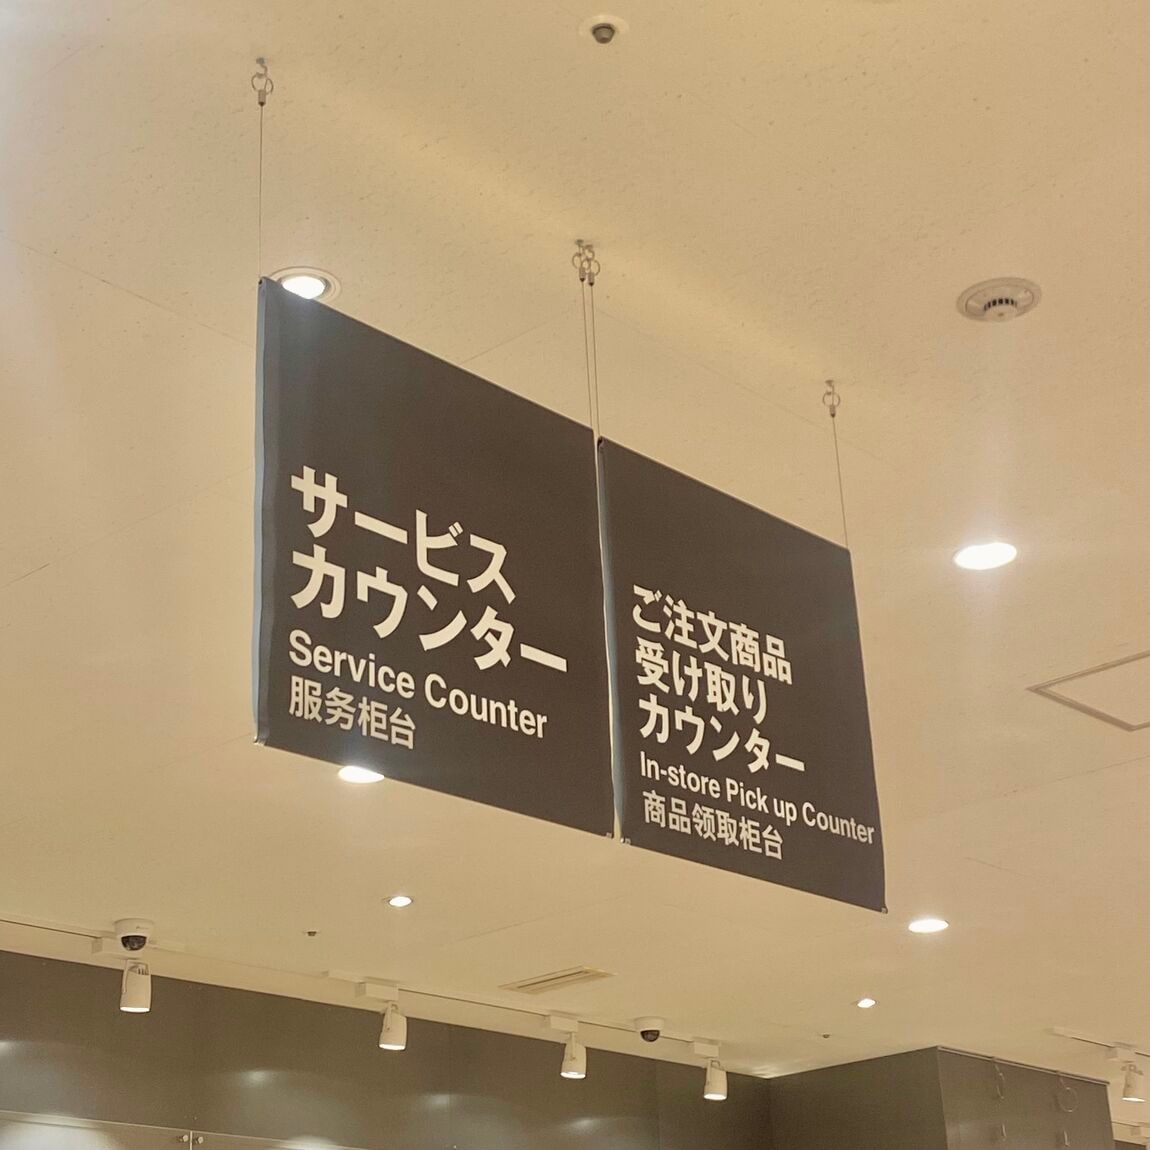 サービス
カウンター
Service Counter
服务柜台
ご注文商品
受け取り
カウンター
In-store Pick up Counter
商品领取柜台